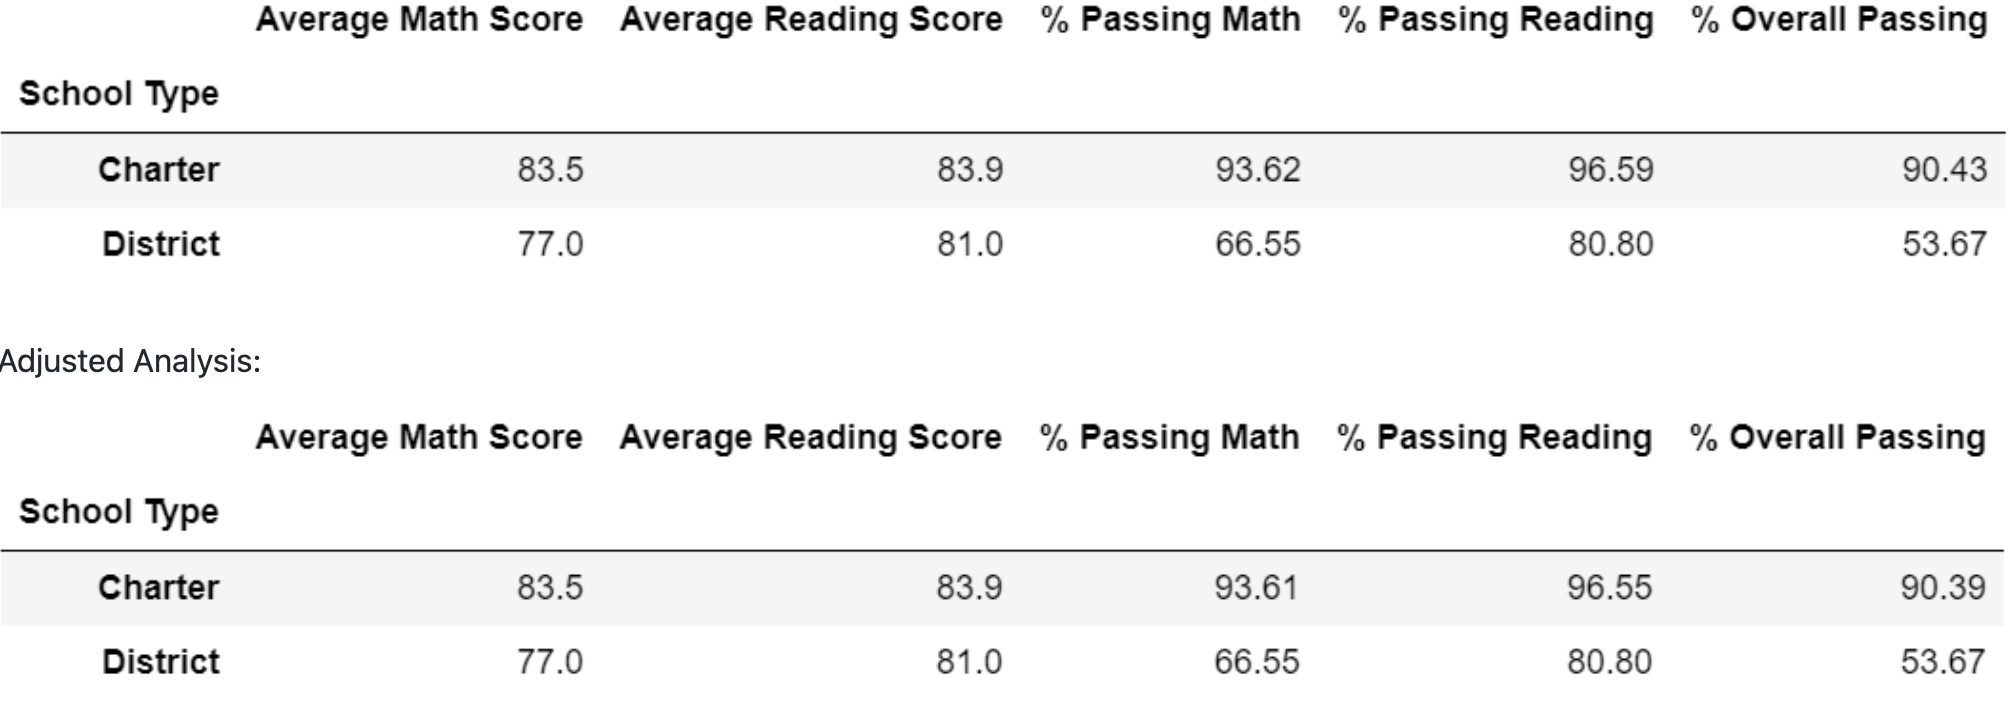 Average Math Score Average Reading Score % Passing Math % Passing Reading % Overall Passing
School Type
Charter 83.5 83.9 93.62 96.59 90.43
District 77.0 81.0 66.55 80.80 53.67
Adjusted Analysis:
Average Math Score Average Reading Score % Passing Math % Passing Reading % Overall Passing
School Type
Charter 83.5 83.9 93.61 96.55 90.39
District 77.0 81.0 66.55 80.80 53.67